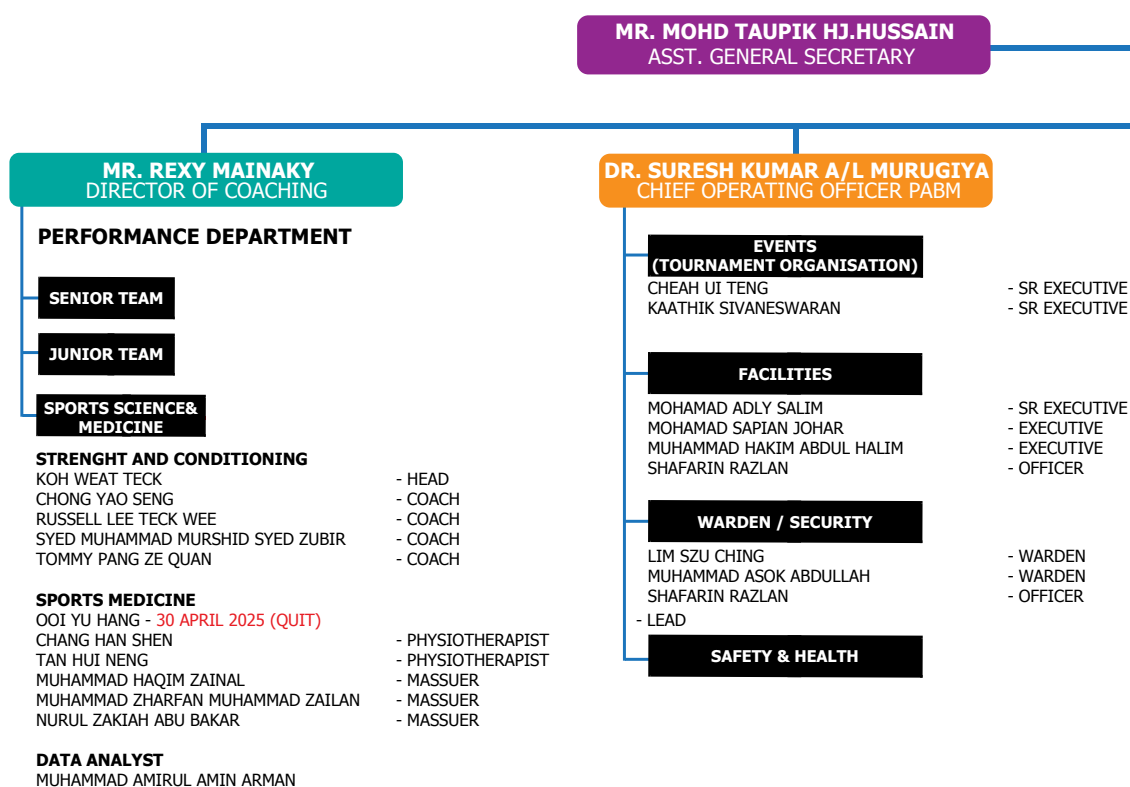 MR. MOHD TAUPIK HJ.HUSSAIN
ASST. GENERAL SECRETARY
MR. REXY MAINAKY
DIRECTOR OF COACHING
PERFORMANCE DEPARTMENT
SENIOR TEAM
JUNIOR TEAM
SPORTS SCIENCE&
MEDICINE
STRENGHT AND CONDITIONING
KOH WEAT TECK - HEAD
CHONG YAO SENG - COACH
RUSSELL LEE TECK WEE - COACH
SYED MUHAMMAD MURSHID SYED ZUBIR - COACH
TOMMY PANG ZE QUAN - COACH
SPORTS MEDICINE
OOI YU HANG - 30 APRIL 2025 (QUIT)
CHANG HAN SHEN - PHYSIOTHERAPIST
TAN HUI NENG - PHYSIOTHERAPIST
MUHAMMAD HAQIM ZAINAL - MASSUER
MUHAMMAD ZHARFAN MUHAMMAD ZAILAN - MASSUER
NURUL ZAKIAH ABU BAKAR - MASSUER
DATA ANALYST
MUHAMMAD AMIRUL AMIN ARMAN
DR. SURESH KUMAR A/L MURUGIYA
CHIEF OPERATING OFFICER PABM
EVENTS
(TOURNAMENT ORGANISATION)
CHEAH UI TENG - SR EXECUTIVE
KAATHIK SIVANESWARAN - SR EXECUTIVE
FACILITIES
MOHAMAD ADLY SALIM - SR EXECUTIVE
MOHAMAD SAPIAN JOHAR - EXECUTIVE
MUHAMMAD HAKIM ABDUL HALIM - EXECUTIVE
SHAFARIN RAZLAN - OFFICER
WARDEN / SECURITY
LIM SZU CHING - WARDEN
MUHAMMAD ASOK ABDULLAH - WARDEN
SHAFARIN RAZLAN - OFFICER
- LEAD
SAFETY & HEALTH